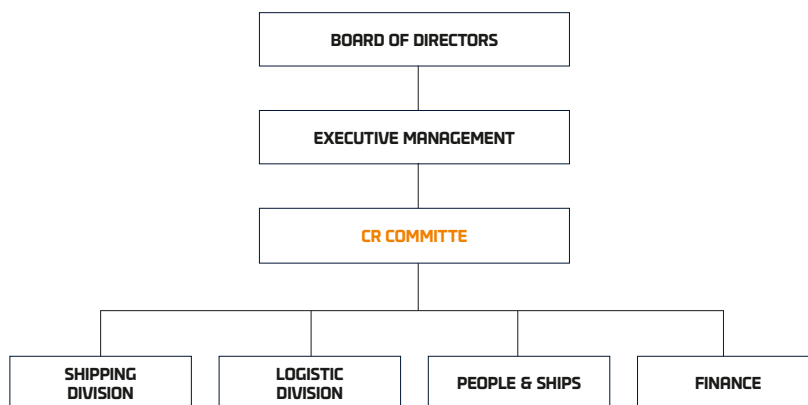 BOARD OF DIRECTORS
EXECUTIVE MANAGEMENT
CR COMMITTE
SHIPPING
DIVISION
LOGISTIC
DIVISION
PEOPLE & SHIPS
FINANCE